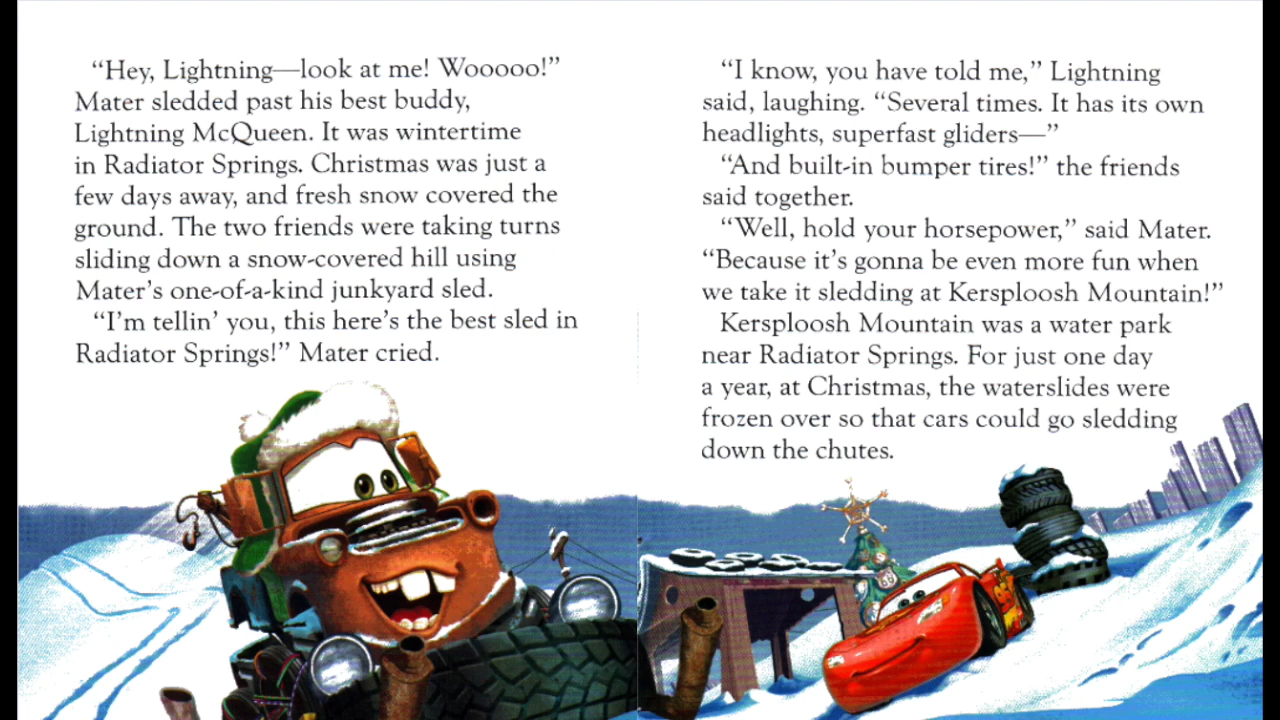 “Hey, Lightning—look at me! Wooooo!”
Mater sledded past his best buddy,
Lightning McQueen. It was wintertime
in Radiator Springs. Christmas was just a
few days away, and fresh snow covered the
ground. The two friends were taking turns
sliding down a snow-covered hill using
Mater’s one-of-a-kind junkyard sled.
“I’m tellin’ you, this here’s the best sled in
Radiator Springs!” Mater cried.
“I know, you have told me,” Lightning
said, laughing. “Several times. It has its own
headlights, superfast gliders—”
“And built-in bumper tires!” the friends
said together.
“Well, hold your horsepower,” said Mater.
“Because it’s gonna be even more fun when
we take it sledding at Kersploosh Mountain!”
Kersploosh Mountain was a water park
near Radiator Springs. For just one day
a year, at Christmas, the waterslides were
frozen over so that cars could go sledding
down the chutes.